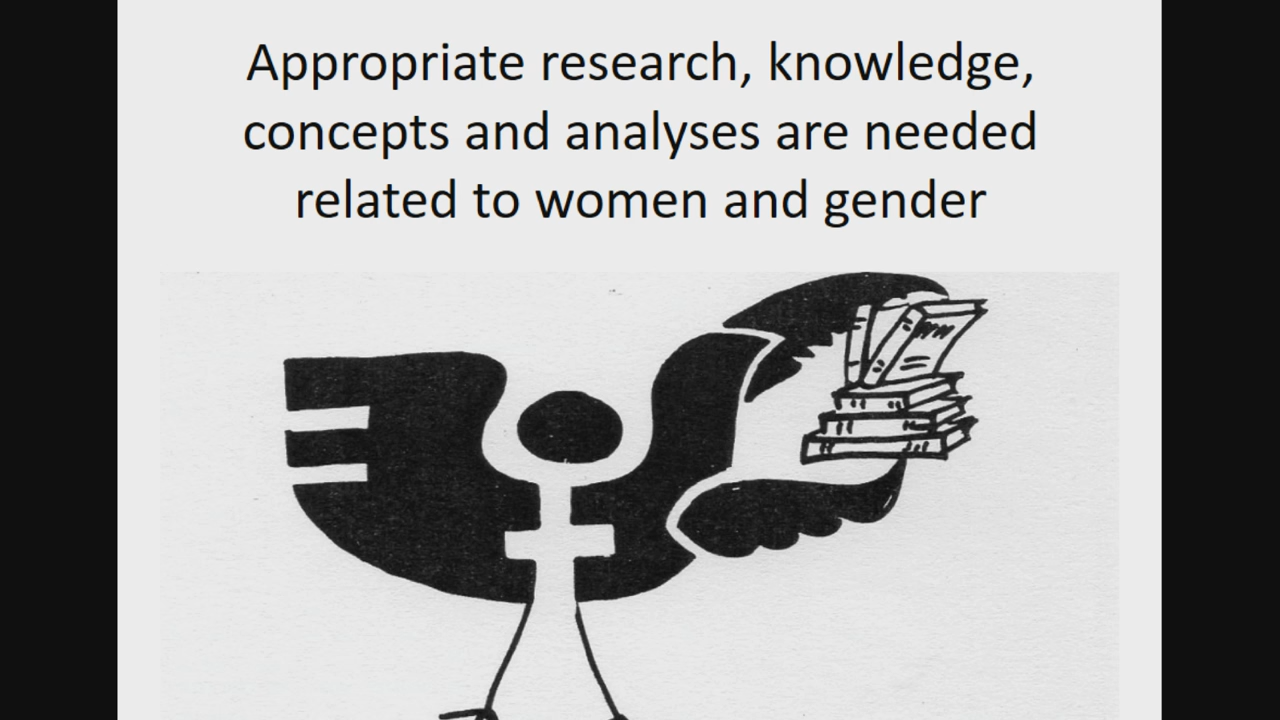 Appropriate research, knowledge,
concepts and analyses are needed
related to women and gender